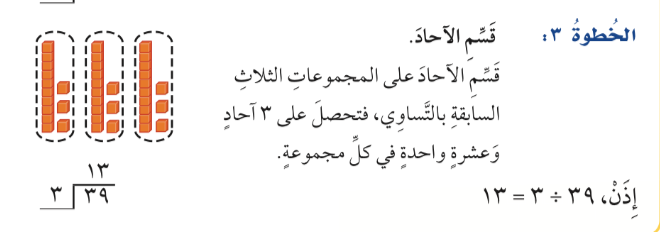 الخُطوةُ ٣: قَسِّمِ الآحادَ.
قَسِّمِ الآحادَ على المجموعاتِ الثلاثِ
السابقةِ بالتَّساوِي، فتحصلَ على ٣ آحادٍ
وَعشرةٍ واحدةٍ في كلِّ مجموعةٍ.
إِذَنْ، ٣٩ ÷ ٣ = ١٣
١٣
٣ ٣٩